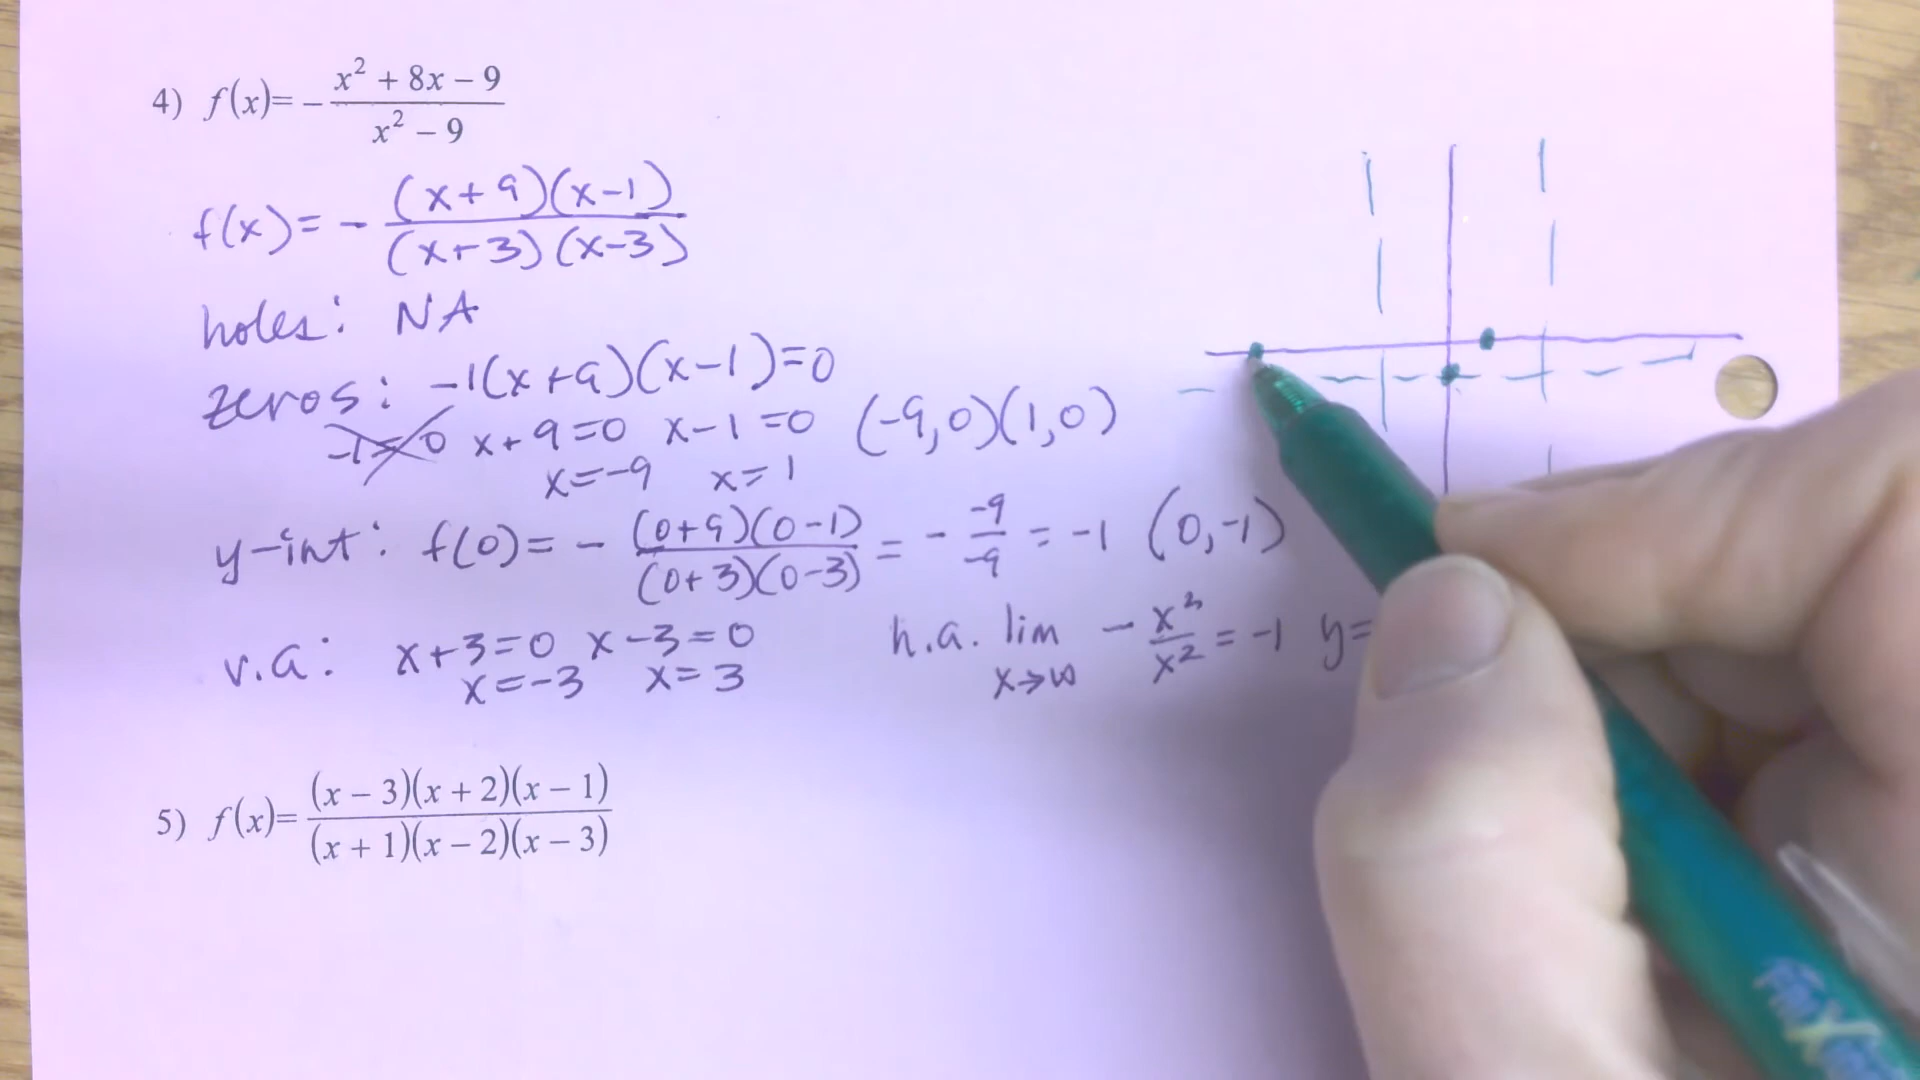 4) f(x)= − (x² + 8x − 9)/(x² − 9)
f(x) = − (x+9)(x−1)/(x+3)(x−3)
holes: NA
zeros: −1(x+9)(x−1)=0
−1=0 x+9=0 x−1=0 (−9,0)(1,0)
x=−9 x=1
y-int: f(0) = − (0+9)(0−1)/(0+3)(0−3) = − −9/−9 = −1 (0,−1)
v.a: x+3=0 x−3=0
x=−3 x=3
h.a. lim x→∞ − x²/x² = −1 y=
5) f(x)= (x − 3)(x + 2)(x − 1)/(x + 1)(x − 2)(x − 3)